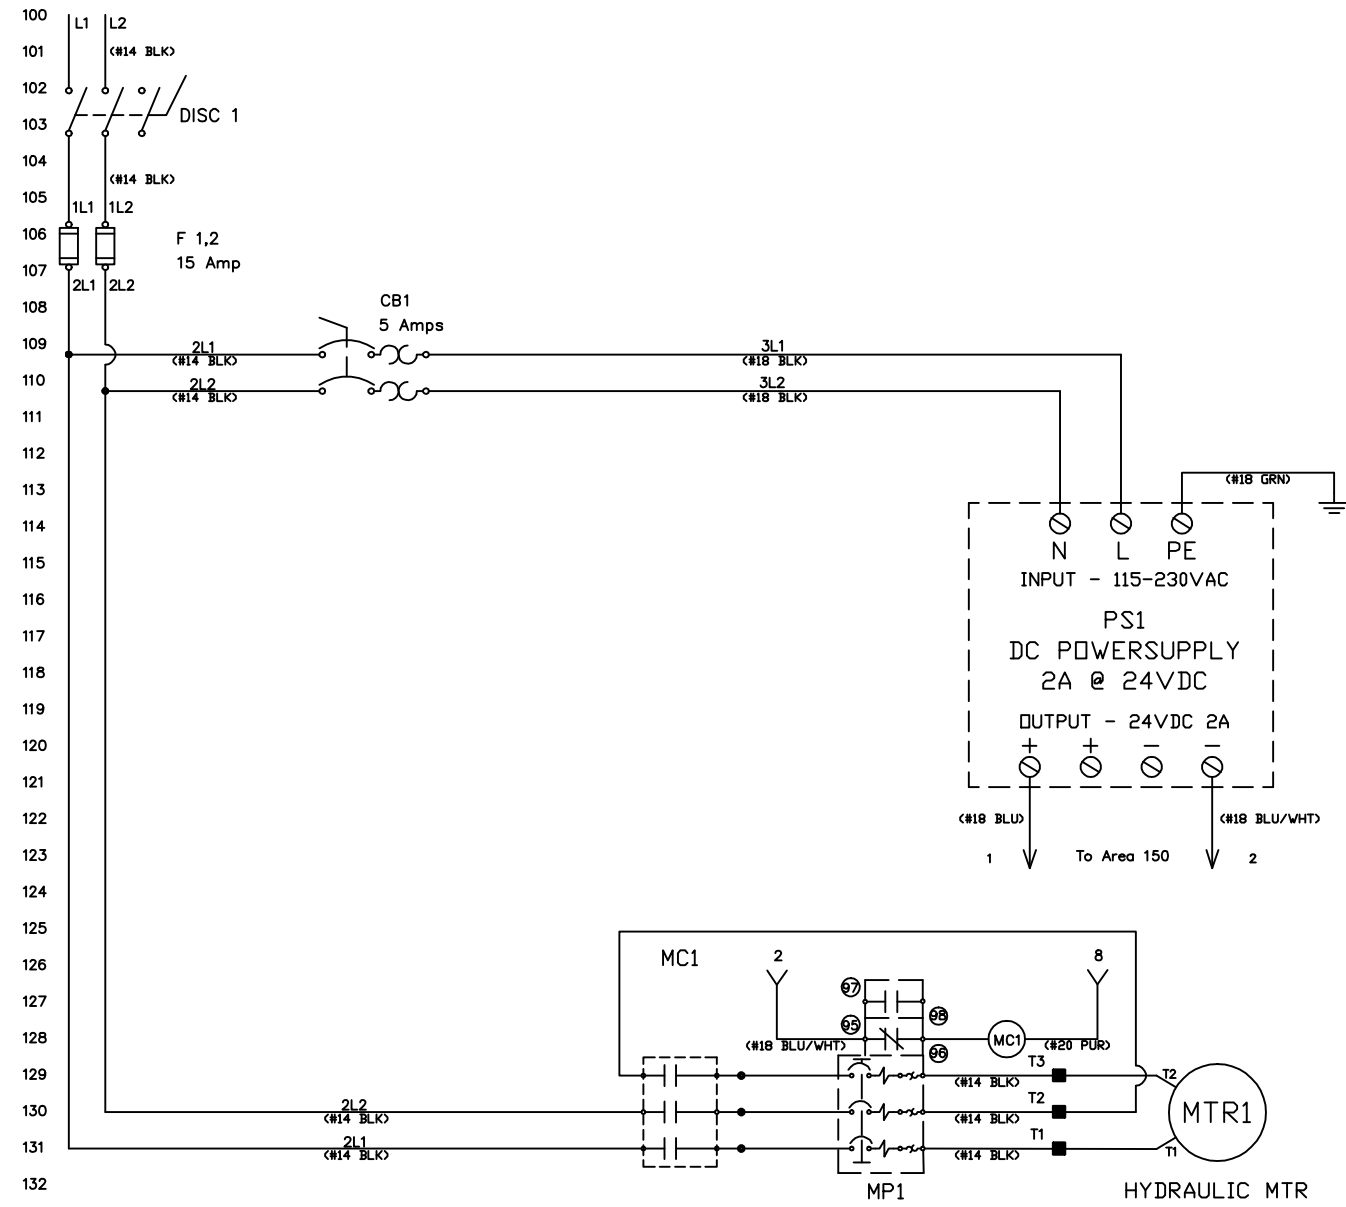 100
L1 L2
101
(#14 BLK)
102
DISC 1
103
104
(#14 BLK)
105
1L1 1L2
106
F 1,2
15 Amp
107
2L1 2L2
108
CB1
5 Amps
109
2L1
(#14 BLK)
3L1
(#18 BLK)
110
2L2
(#14 BLK)
3L2
(#18 BLK)
111
112
113
(#18 GRN)
114
N L PE
115
INPUT - 115-230VAC
116
117
PS1
118
DC POWERSUPPLY
2A @ 24VDC
119
OUTPUT - 24VDC 2A
120
+ + - -
121
122
(#18 BLU)
(#18 BLU/WHT)
123
1 To Area 150 2
124
125
126
MC1
2
8
127
97
98
128
95
MC1
(#18 BLU/WHT)
96
(#20 PUR)
129
T3
(#14 BLK)
T2
130
2L2
(#14 BLK)
T2
(#14 BLK)
MTR1
131
2L1
(#14 BLK)
T1
(#14 BLK)
T1
132
MP1
HYDRAULIC MTR